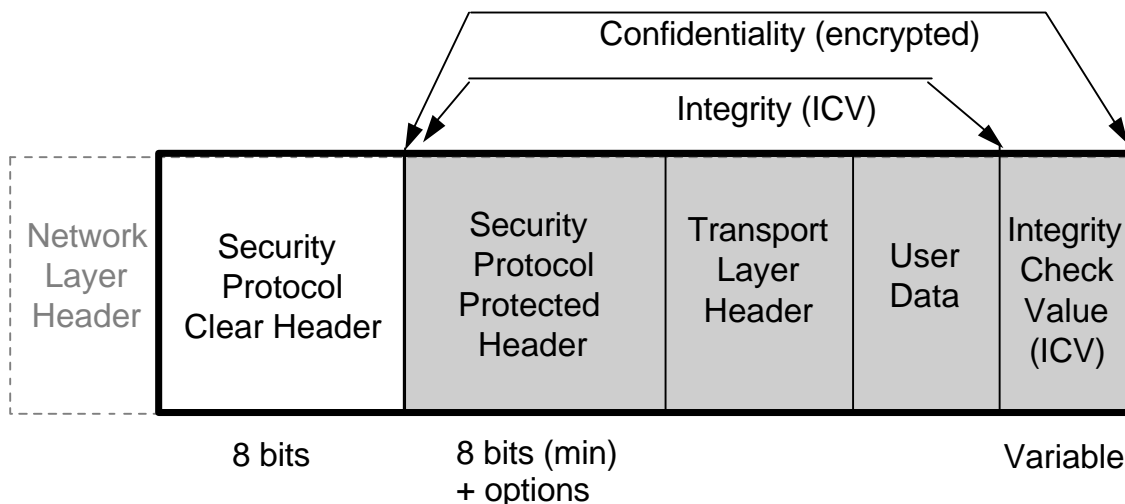 Confidentiality (encrypted)
Integrity (ICV)
Network
Layer
Header
Security
Protocol
Clear Header
Security
Protocol
Protected
Header
Transport
Layer
Header
User
Data
Integrity
Check
Value
(ICV)
8 bits
8 bits (min)
+ options
Variable